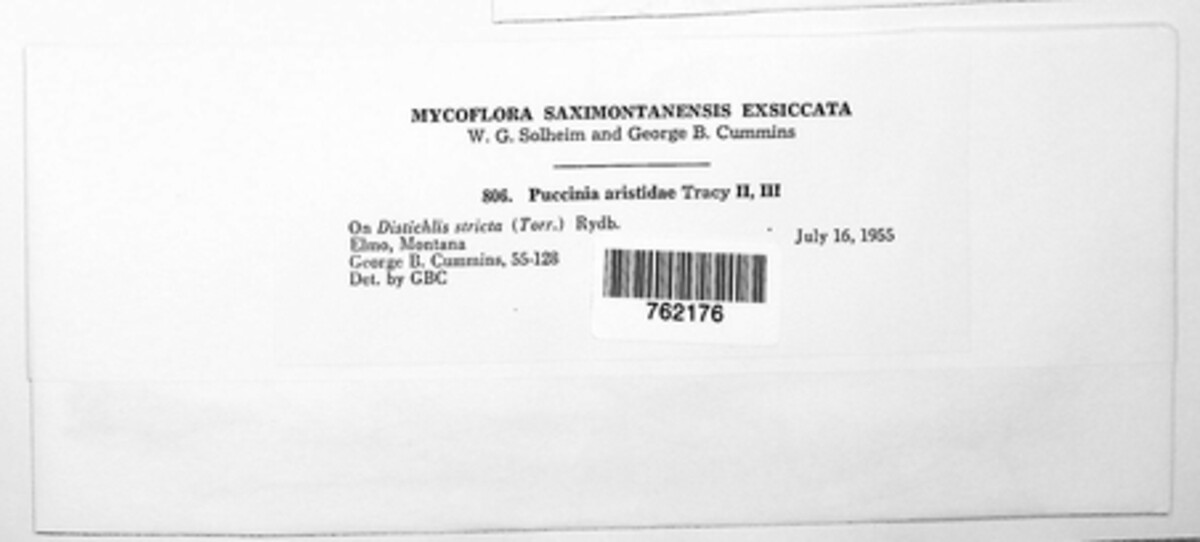 MYCOFLORA SAXIMONTANENSIS EXSICCATA
W. G. Solheim and George B. Cummins
806. Puccinia aristidae Tracy II, III
On Distichlis stricta (Torr.) Rydb.
July 16, 1955
Elmo, Montana
George B. Cummins, 55-128
Det. by GBC
762176